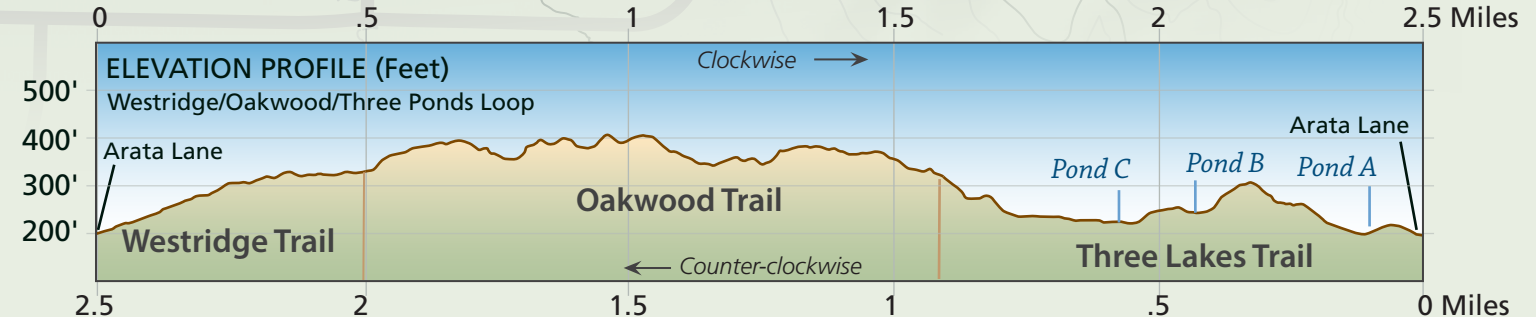 0 .5 1 1.5 2 2.5 Miles
ELEVATION PROFILE (Feet)
Westridge/Oakwood/Three Ponds Loop
Clockwise
500'
400'
300'
200'
Arata Lane
Arata Lane
Pond C
Pond B
Pond A
Westridge Trail
Oakwood Trail
Three Lakes Trail
Counter-clockwise
2.5 2 1.5 1 .5 0 Miles